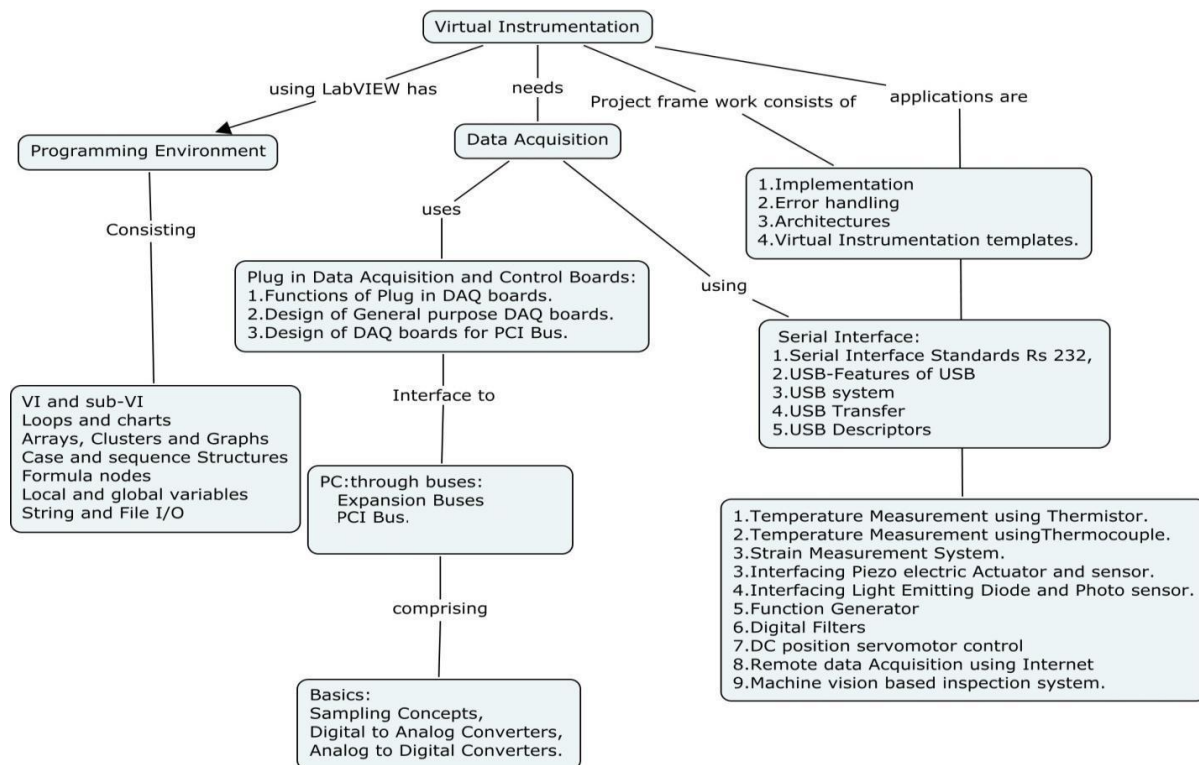 Virtual Instrumentation
using LabVIEW has
needs
Project frame work consists of
applications are
Programming Environment
Data Acquisition
Consisting
uses
using
1.Implementation
2.Error handling
3.Architectures
4.Virtual Instrumentation templates.
Plug in Data Acquisition and Control Boards:
1.Functions of Plug in DAQ boards.
2.Design of General purpose DAQ boards.
3.Design of DAQ boards for PCI Bus.
Serial Interface:
1.Serial Interface Standards Rs 232,
2.USB-Features of USB
3.USB system
4.USB Transfer
5.USB Descriptors
Interface to
VI and sub-VI
Loops and charts
Arrays, Clusters and Graphs
Case and sequence Structures
Formula nodes
Local and global variables
String and File I/O
PC:through buses:
Expansion Buses
PCI Bus.
1.Temperature Measurement using Thermistor.
2.Temperature Measurement usingThermocouple.
3.Strain Measurement System.
3.Interfacing Piezo electric Actuator and sensor.
4.Interfacing Light Emitting Diode and Photo sensor.
5.Function Generator
6.Digital Filters
7.DC position servomotor control
8.Remote data Acquisition using Internet
9.Machine vision based inspection system.
comprising
Basics:
Sampling Concepts,
Digital to Analog Converters,
Analog to Digital Converters.